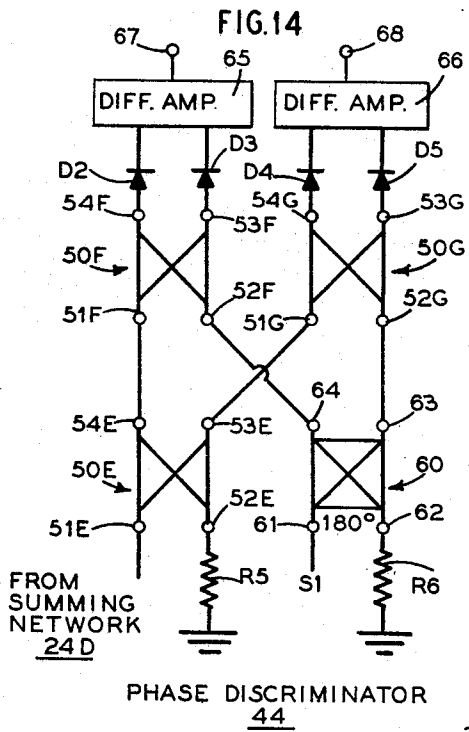 FIG.14
67 65 68 66
DIFF. AMP. DIFF. AMP.
D2 D3 D4 D5
54F 53F 54G 53G
50F 50G
51F 52F 51G 52G
54E 53E 64 63
50E 60
51E 52E 61 180° 62
R5 S1 R6
FROM
SUMMING
NETWORK
24D
PHASE DISCRIMINATOR
44